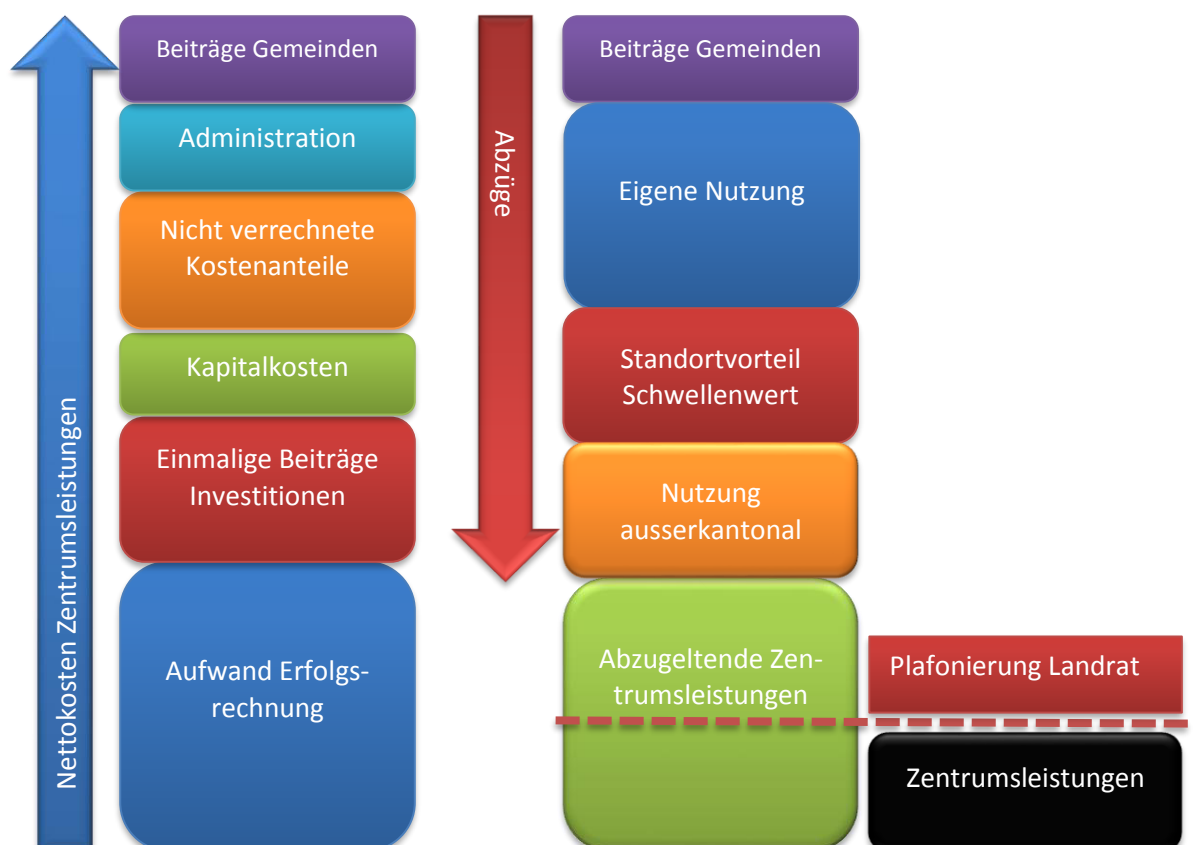 Nettokosten Zentrumsleistungen
Beiträge Gemeinden
Administration
Nicht verrechnete
Kostenanteile
Kapitalkosten
Einmalige Beiträge
Investitionen
Aufwand Erfolgs-
rechnung
Abzüge
Beiträge Gemeinden
Eigene Nutzung
Standortvorteil
Schwellenwert
Nutzung
ausserkantonal
Abzugeltende Zen-
trumsleistungen
Plafonierung Landrat
Zentrumsleistungen